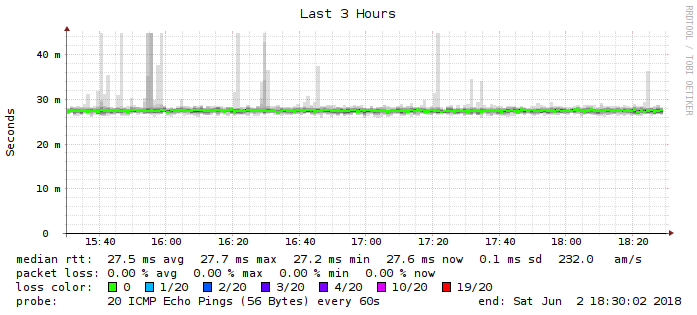 Last 3 Hours
RRDTOOL / TOBI OETIKER
Seconds
40 m
30 m
20 m
10 m
0
15:40 16:00 16:20 16:40 17:00 17:20 17:40 18:00 18:20
median rtt: 27.5 ms avg 27.7 ms max 27.2 ms min 27.6 ms now 0.1 ms sd 232.0 am/s
packet loss: 0.00 % avg 0.00 % max 0.00 % min 0.00 % now
loss color: 0 1/20 2/20 3/20 4/20 10/20 19/20
probe: 20 ICMP Echo Pings (56 Bytes) every 60s end: Sat Jun 2 18:30:02 2018